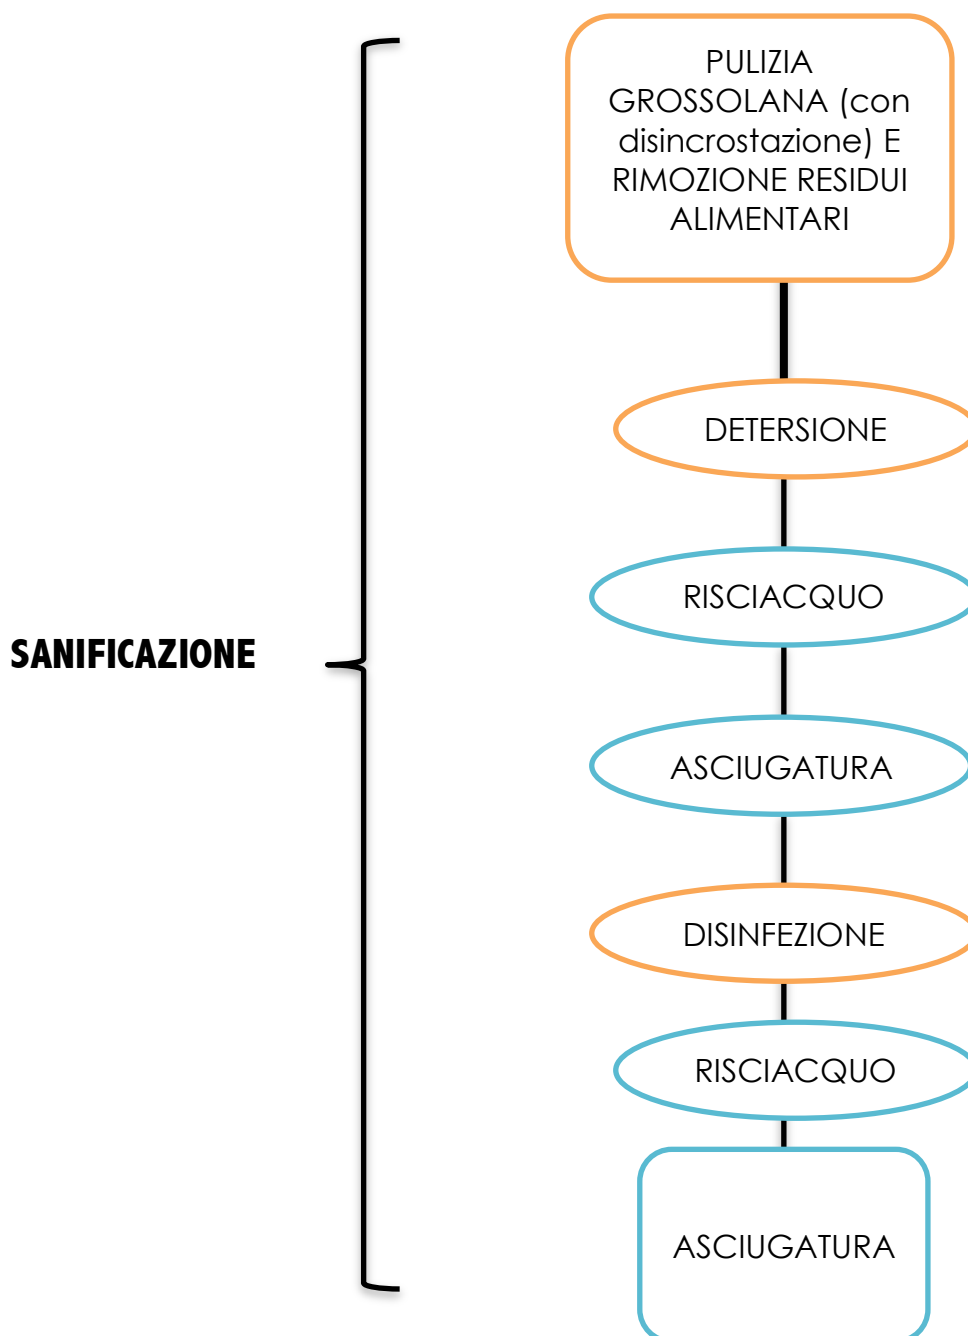 PULIZIA
GROSSOLANA (con
disincrostazione) E
RIMOZIONE RESIDUI
ALIMENTARI
DETERSIONE
RISCIACQUO
SANIFICAZIONE
ASCIUGATURA
DISINFEZIONE
RISCIACQUO
ASCIUGATURA